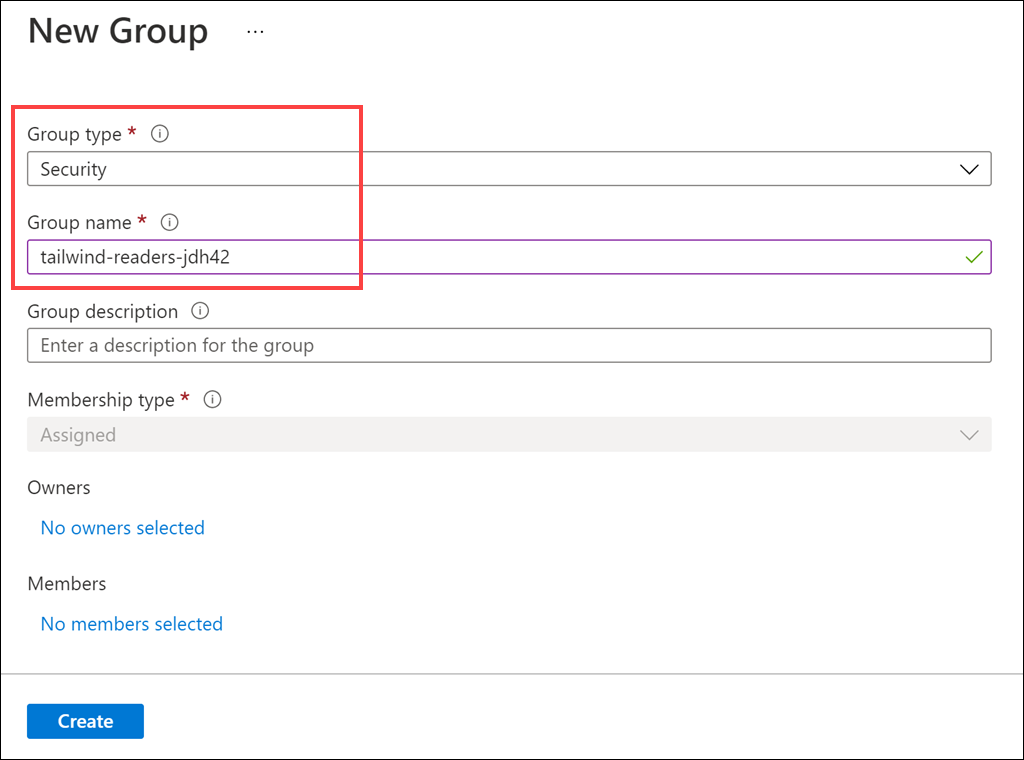 New Group ...
Group type *
Security
Group name *
tailwind-readers-jdh42
Group description
Enter a description for the group
Membership type *
Assigned
Owners
No owners selected
Members
No members selected
Create